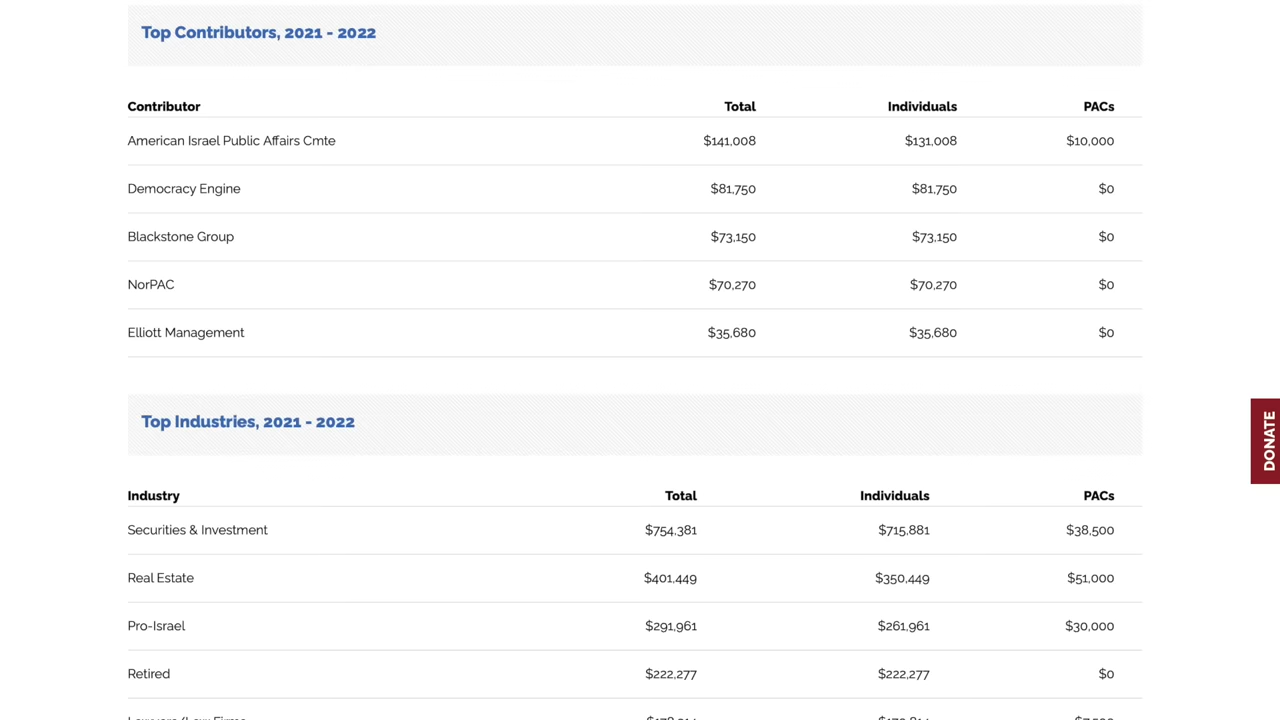 Top Contributors, 2021 - 2022
Contributor Total Individuals PACs
American Israel Public Affairs Cmte $141,008 $131,008 $10,000
Democracy Engine $81,750 $81,750 $0
Blackstone Group $73,150 $73,150 $0
NorPAC $70,270 $70,270 $0
Elliott Management $35,680 $35,680 $0
Top Industries, 2021 - 2022
Industry Total Individuals PACs
Securities & Investment $754,381 $715,881 $38,500
Real Estate $401,449 $350,449 $51,000
Pro-Israel $291,961 $261,961 $30,000
Retired $222,277 $222,277 $0
DONATE